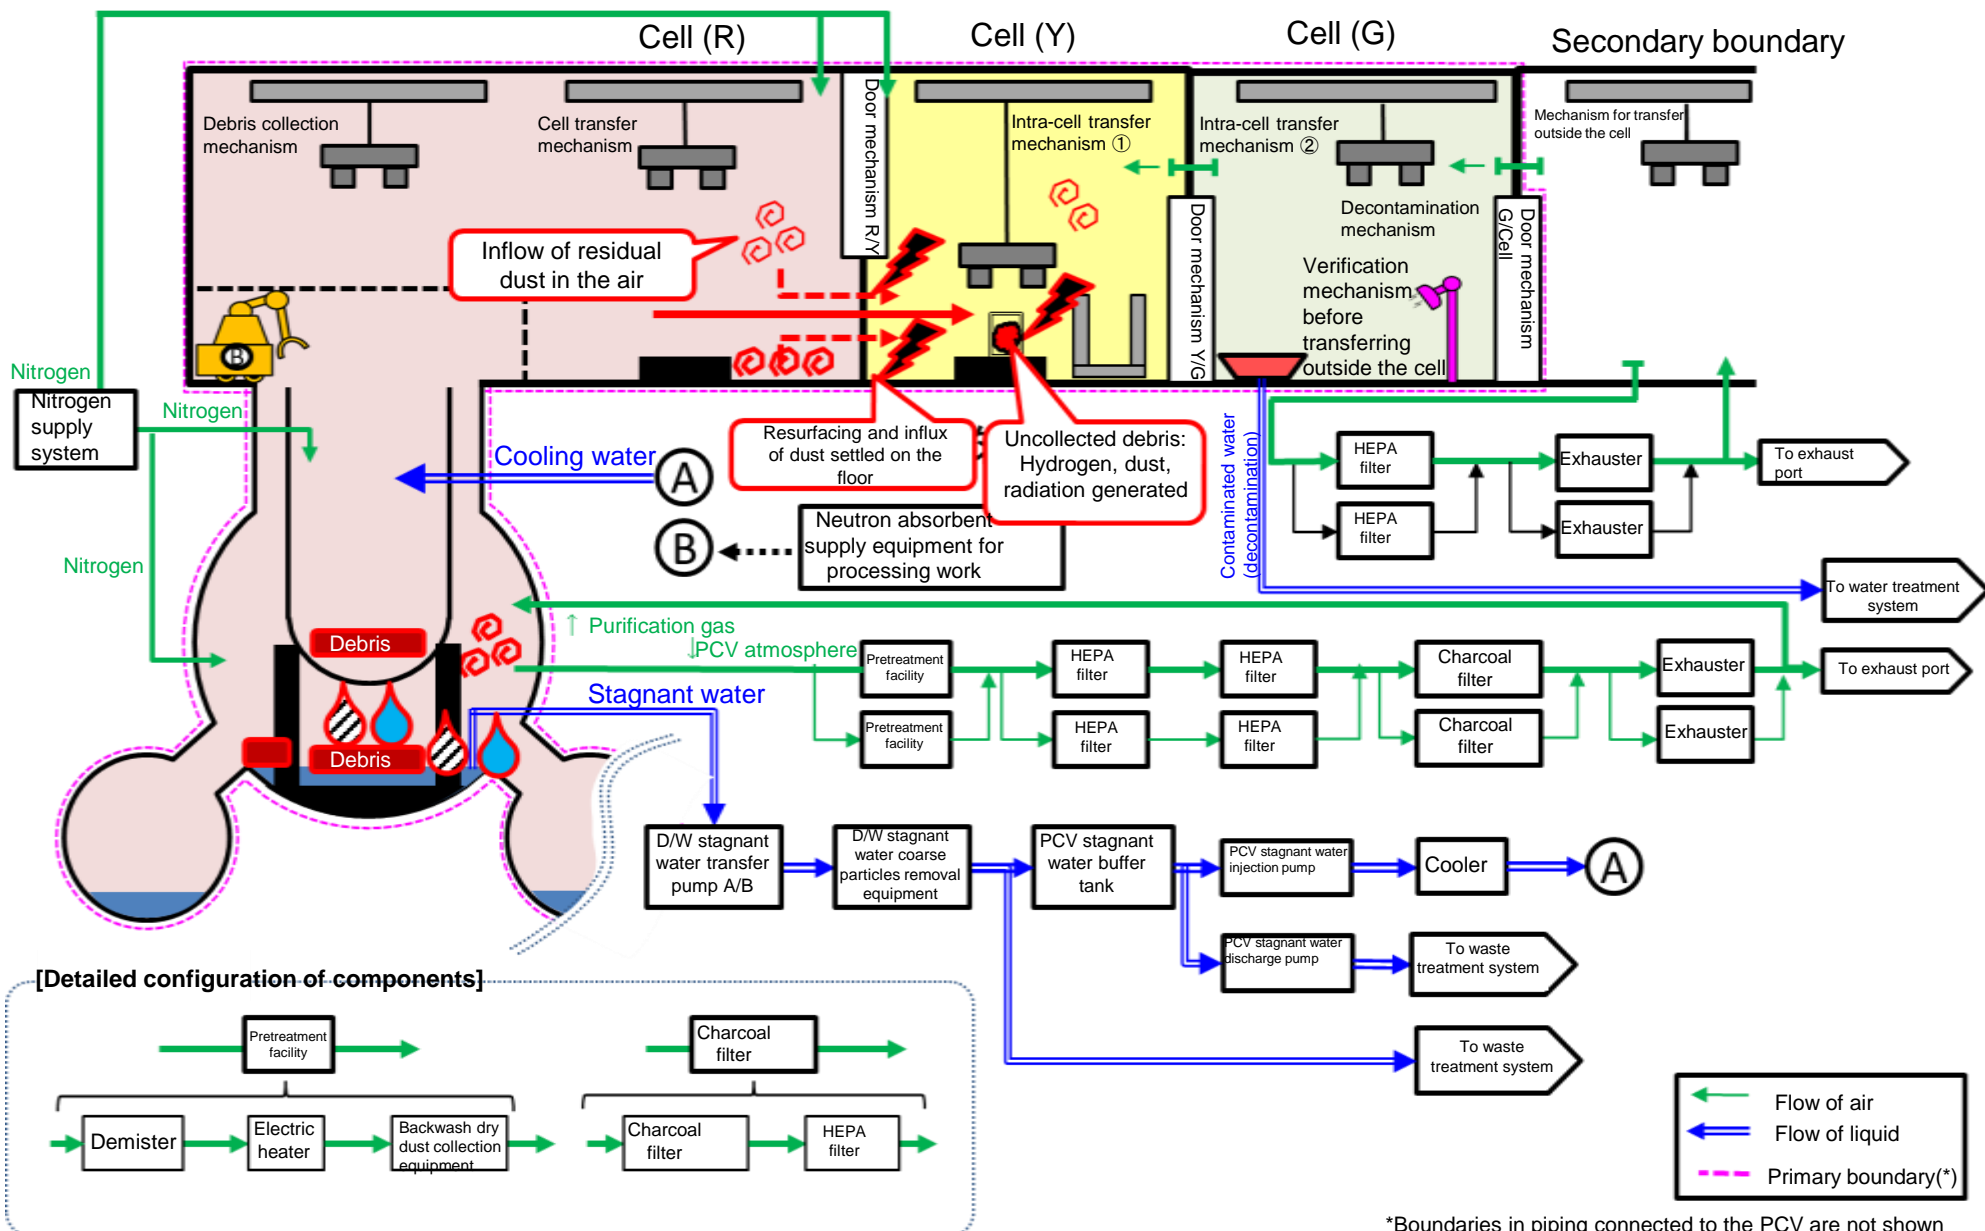 Cell (R)
Cell (Y)
Cell (G)
Secondary boundary
Debris collection
mechanism
Cell transfer
mechanism
Door mechanism R/Y
Intra-cell transfer
mechanism ①
Intra-cell transfer
mechanism ②
Mechanism for transfer
outside the cell
Decontamination
mechanism
Door mechanism Y/G
Door mechanism
G/Cell
Inflow of residual
dust in the air
Verification
mechanism
before
transferring
outside the cell
B
Nitrogen
Nitrogen
supply
system
Nitrogen
Nitrogen
Cooling water
A
Resurfacing and influx
of dust settled on the
floor
Uncollected debris:
Hydrogen, dust,
radiation generated
B
Neutron absorbent
supply equipment for
processing work
Contaminated water
(decontamination)
HEPA
filter
Exhauster
To exhaust
port
HEPA
filter
Exhauster
To water treatment
system
↑ Purification gas
↓PCV atmosphere
Debris
Debris
Stagnant water
Pretreatment
facility
HEPA
filter
HEPA
filter
Charcoal
filter
Exhauster
To exhaust port
Pretreatment
facility
HEPA
filter
HEPA
filter
Charcoal
filter
Exhauster
D/W stagnant
water transfer
pump A/B
D/W stagnant
water coarse
particles removal
equipment
PCV stagnant
water buffer
tank
PCV stagnant water
injection pump
Cooler
A
PCV stagnant water
discharge pump
To waste
treatment system
To waste
treatment system
[Detailed configuration of components]
Pretreatment
facility
Charcoal
filter
Demister
Electric
heater
Backwash dry
dust collection
equipment
Charcoal
filter
HEPA
filter
Flow of air
Flow of liquid
Primary boundary(*)
*Boundaries in piping connected to the PCV are not shown